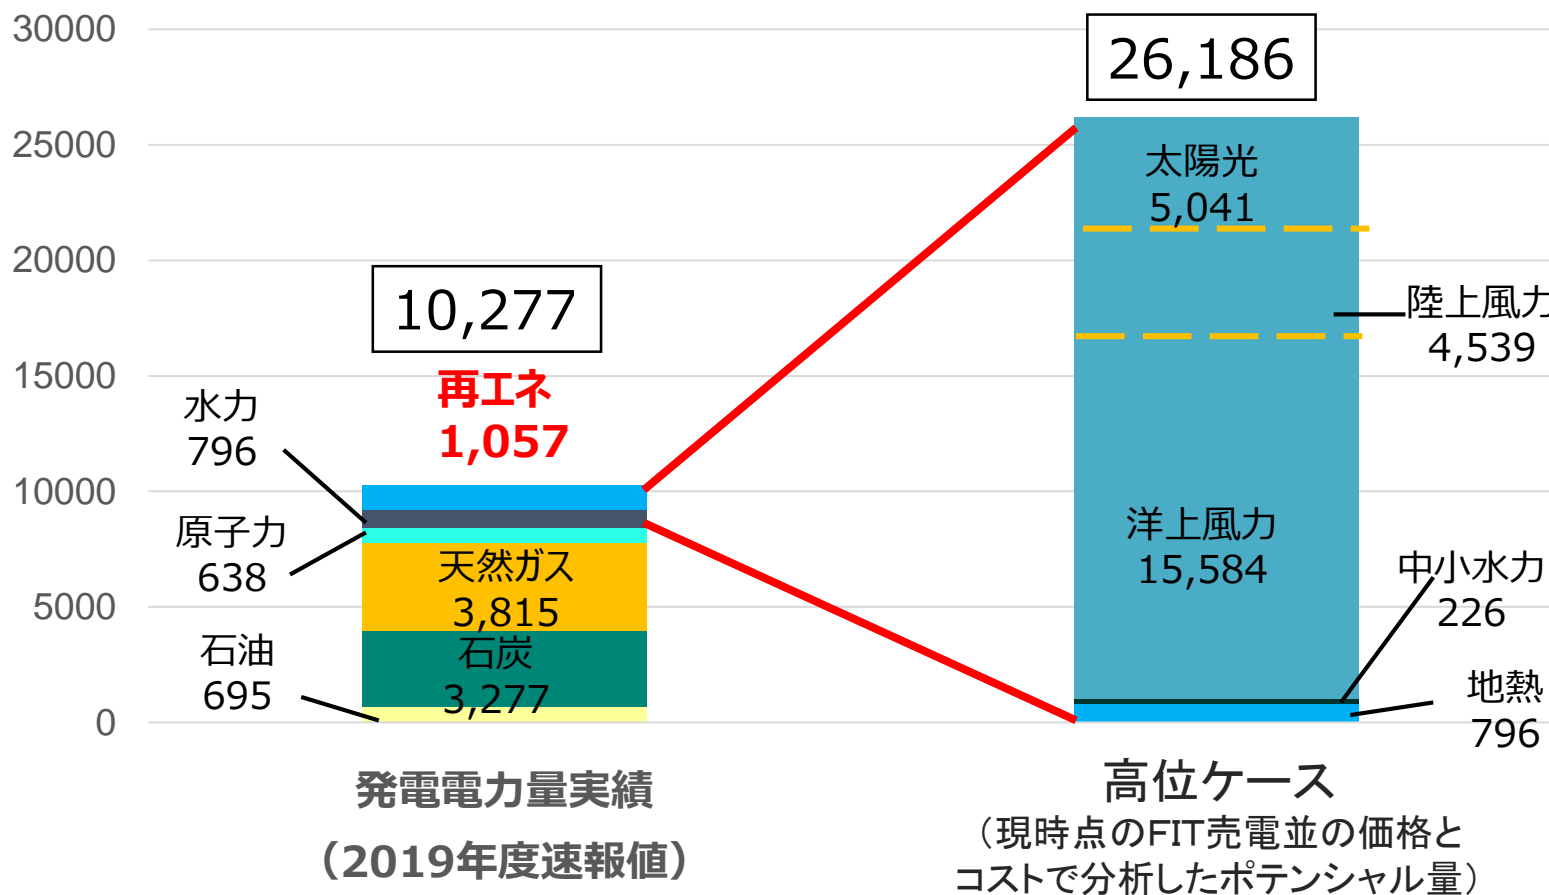 30000
25000
20000
15000
10000
5000
0
10,277
再エネ
1,057
水力
796
原子力
638
天然ガス
3,815
石油
695
石炭
3,277
発電電力量実績
（2019年度速報値）
26,186
太陽光
5,041
陸上風力
4,539
洋上風力
15,584
中小水力
226
地熱
796
高位ケース
（現時点のFIT売電並の価格と
コストで分析したポテンシャル量）